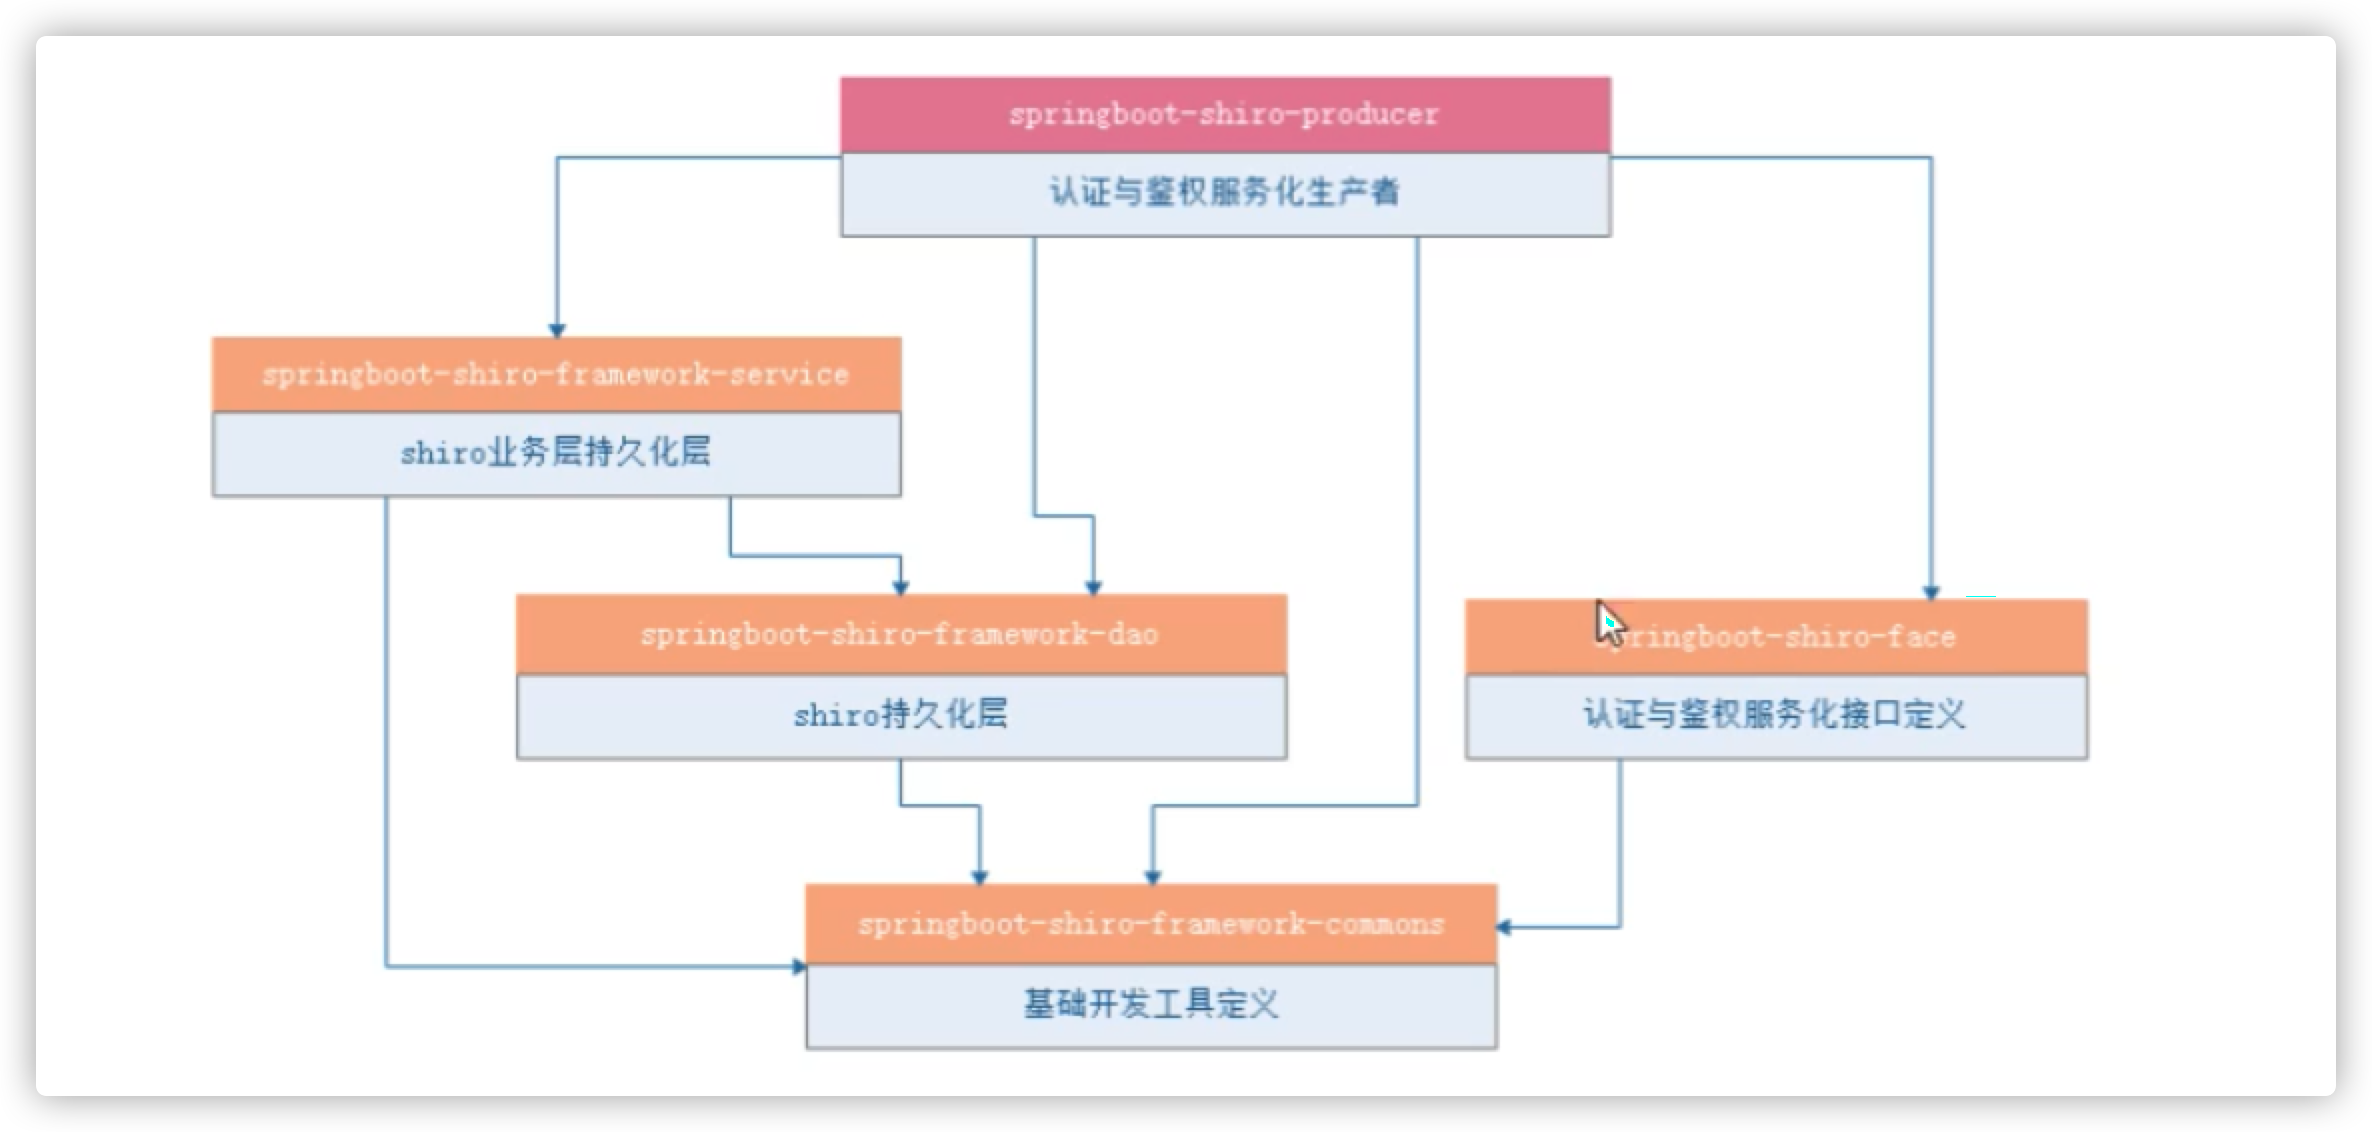 springboot-shiro-producer
认证与鉴权服务化生产者
springboot-shiro-framework-service
shiro业务层持久化层
springboot-shiro-framework-dao
shiro持久化层
springboot-shiro-face
认证与鉴权服务化接口定义
springboot-shiro-framework-commons
基础开发工具定义